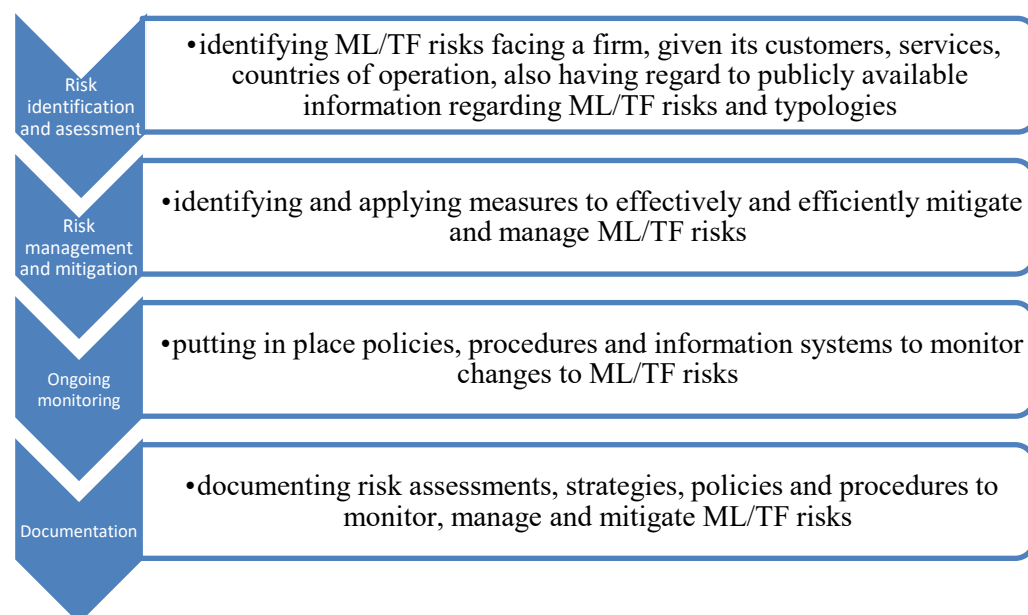 Risk
identification
and asessment
•identifying ML/TF risks facing a firm, given its customers, services,
countries of operation, also having regard to publicly available
information regarding ML/TF risks and typologies
Risk
management
and mitigation
•identifying and applying measures to effectively and efficiently mitigate
and manage ML/TF risks
Ongoing
monitoring
•putting in place policies, procedures and information systems to monitor
changes to ML/TF risks
Documentation
•documenting risk assessments, strategies, policies and procedures to
monitor, manage and mitigate ML/TF risks